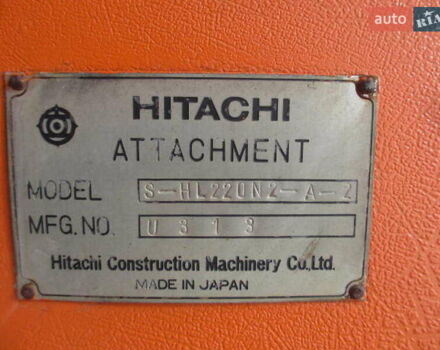 auto RIA
HITACHI
ATTACHMENT
MODEL S-HL220N2-A-2
MFG.NO. U 3 1 3
Hitachi Construction Machinery Co., Ltd.
MADE IN JAPAN